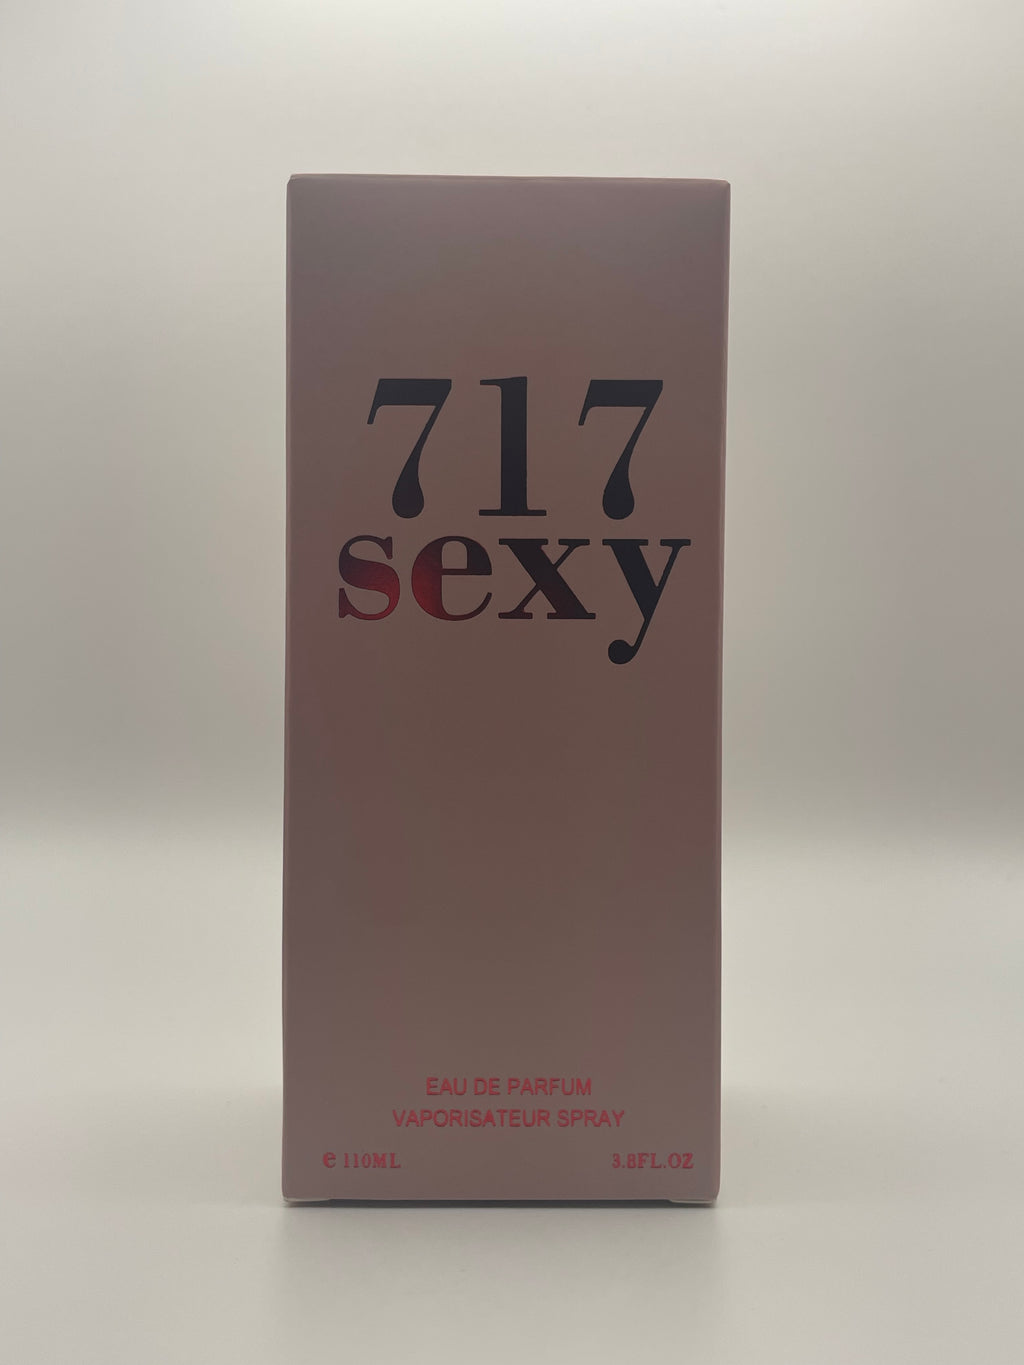 717
sexy
EAU DE PARFUM
VAPORISATEUR SPRAY
e 110ML 3.8FL.OZ